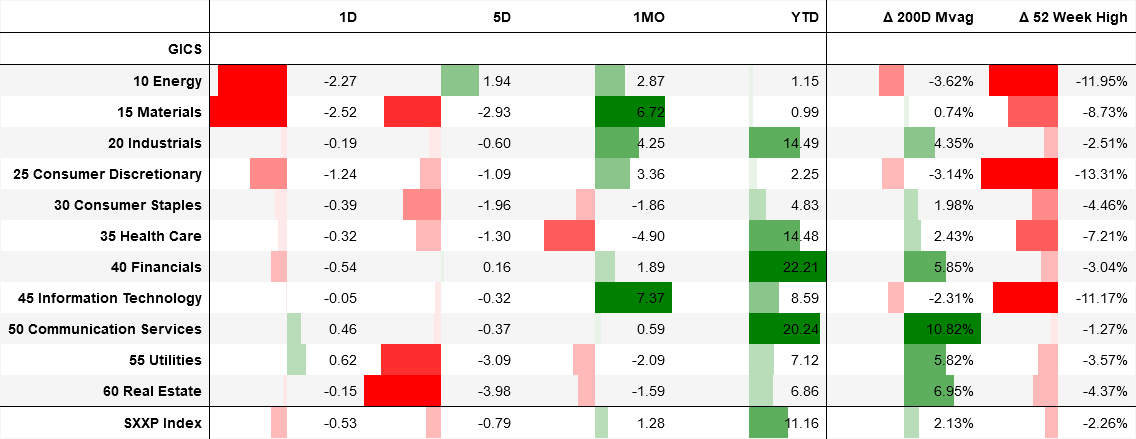 1D 5D 1MO YTD Δ 200D Mvag Δ 52 Week High
GICS
10 Energy -2.27 1.94 2.87 1.15 -3.62% -11.95%
15 Materials -2.52 -2.93 6.72 0.99 0.74% -8.73%
20 Industrials -0.19 -0.60 4.25 14.49 4.35% -2.51%
25 Consumer Discretionary -1.24 -1.09 3.36 2.25 -3.14% -13.31%
30 Consumer Staples -0.39 -1.96 -1.86 4.83 1.98% -4.46%
35 Health Care -0.32 -1.30 -4.90 14.48 2.43% -7.21%
40 Financials -0.54 0.16 1.89 22.21 5.85% -3.04%
45 Information Technology -0.05 -0.32 7.37 8.59 -2.31% -11.17%
50 Communication Services 0.46 -0.37 0.59 20.24 10.82% -1.27%
55 Utilities 0.62 -3.09 -2.09 7.12 5.82% -3.57%
60 Real Estate -0.15 -3.98 -1.59 6.86 6.95% -4.37%
SXXP Index -0.53 -0.79 1.28 11.16 2.13% -2.26%